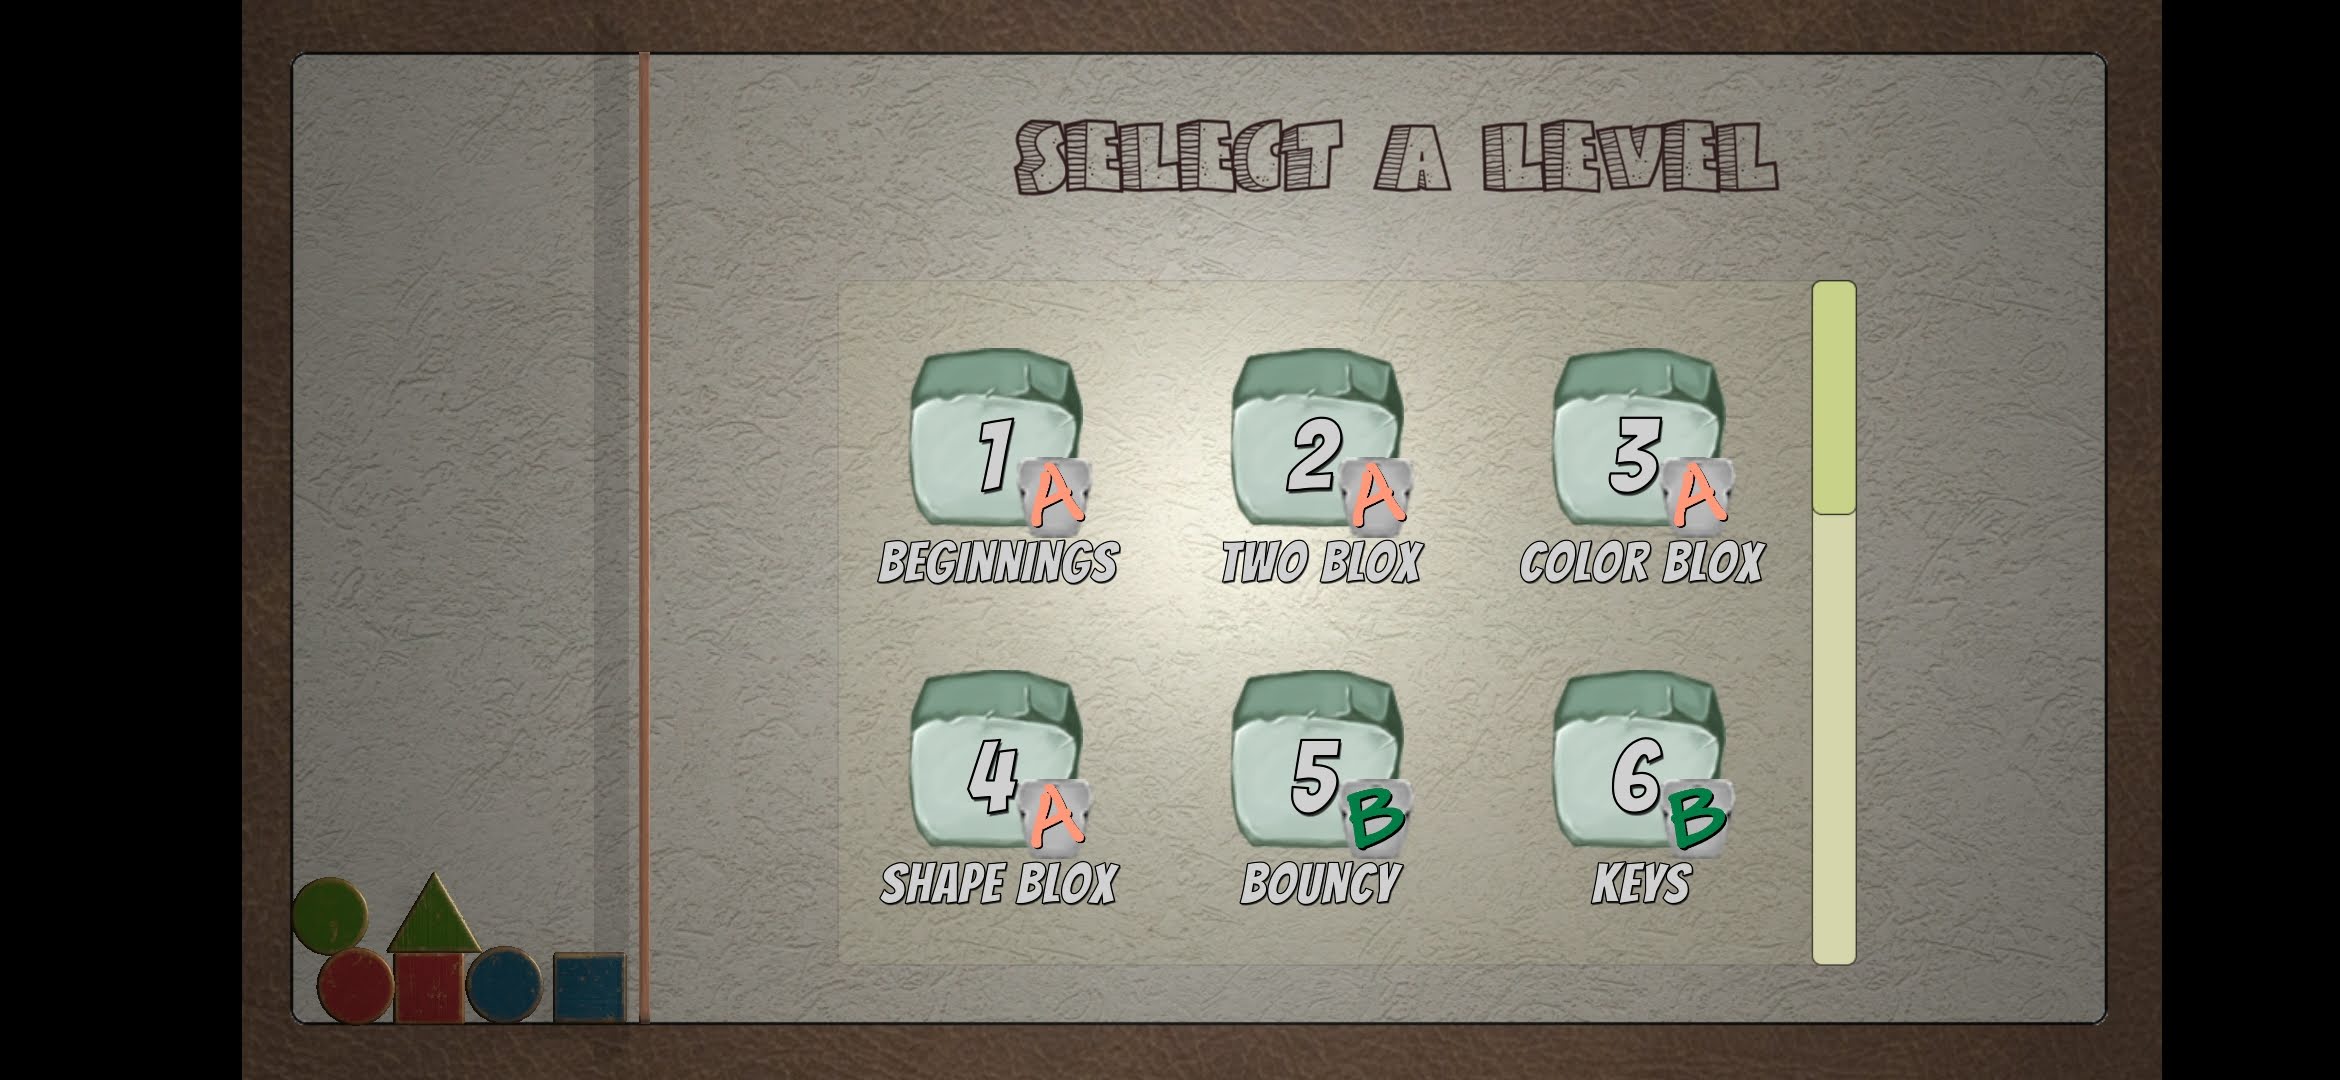 SELECT A LEVEL
1 A 2 A 3 A
BEGINNINGS TWO BLOX COLOR BLOX
4 A 5 B 6 B
SHAPE BLOX BOUNCY KEYS